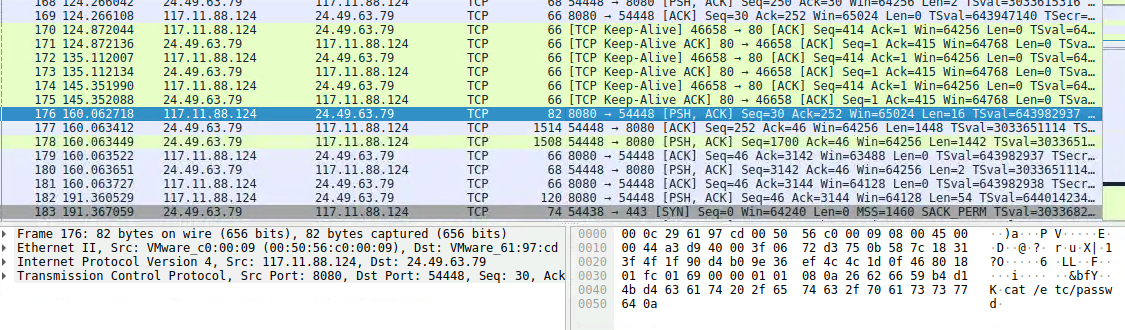 168 124.266042 24.49.63.79 117.11.88.124 TCP 68 54448 → 8080 [PSH, ACK] Seq=250 Ack=30 Win=64256 Len=2 TSval=3033615316 …
169 124.266108 117.11.88.124 24.49.63.79 TCP 66 8080 → 54448 [ACK] Seq=30 Ack=252 Win=65024 Len=0 TSval=643947140 TSecr=…
170 124.872044 117.11.88.124 24.49.63.79 TCP 66 [TCP Keep-Alive] 46658 → 80 [ACK] Seq=414 Ack=1 Win=64256 Len=0 TSval=64…
171 124.872136 24.49.63.79 117.11.88.124 TCP 66 [TCP Keep-Alive] 80 → 46658 [ACK] Seq=1 Ack=415 Win=64768 Len=0 TSval=30…
172 135.112007 117.11.88.124 24.49.63.79 TCP 66 [TCP Keep-Alive] 46658 → 80 [ACK] Seq=414 Ack=1 Win=64256 Len=0 TSval=64…
173 135.112134 24.49.63.79 117.11.88.124 TCP 66 [TCP Keep-Alive] 80 → 46658 [ACK] Seq=1 Ack=415 Win=64768 Len=0 TSval=30…
174 145.351990 117.11.88.124 24.49.63.79 TCP 66 [TCP Keep-Alive] 46658 → 80 [ACK] Seq=414 Ack=1 Win=64256 Len=0 TSval=64…
175 145.352088 24.49.63.79 117.11.88.124 TCP 66 [TCP Keep-Alive] 80 → 46658 [ACK] Seq=1 Ack=415 Win=64768 Len=0 TSval=30…
176 160.062718 117.11.88.124 24.49.63.79 TCP 82 8080 → 54448 [PSH, ACK] Seq=30 Ack=252 Win=65024 Len=16 TSval=643982937 …
177 160.063412 24.49.63.79 117.11.88.124 TCP 1514 54448 → 8080 [ACK] Seq=252 Ack=46 Win=64256 Len=1448 TSval=3033651114 TS…
178 160.063449 24.49.63.79 117.11.88.124 TCP 1508 54448 → 8080 [PSH, ACK] Seq=1700 Ack=46 Win=64256 Len=1442 TSval=3033651…
179 160.063522 117.11.88.124 24.49.63.79 TCP 66 8080 → 54448 [ACK] Seq=46 Ack=3142 Win=63488 Len=0 TSval=643982937 TSecr…
180 160.063651 24.49.63.79 117.11.88.124 TCP 68 54448 → 8080 [PSH, ACK] Seq=3142 Ack=46 Win=64256 Len=2 TSval=3033651114…
181 160.063727 117.11.88.124 24.49.63.79 TCP 66 8080 → 54448 [ACK] Seq=46 Ack=3144 Win=64128 Len=0 TSval=643982938 TSecr…
182 191.360529 117.11.88.124 24.49.63.79 TCP 120 8080 → 54448 [PSH, ACK] Seq=46 Ack=3144 Win=64128 Len=54 TSval=644014234…
183 191.367059 24.49.63.79 117.11.88.124 TCP 74 54438 → 443 [SYN] Seq=0 Win=64240 Len=0 MSS=1460 SACK_PERM TSval=3033682…
Frame 176: 82 bytes on wire (656 bits), 82 bytes captured (656 bits)
Ethernet II, Src: VMware_c0:00:09 (00:50:56:c0:00:09), Dst: VMware_61:97:cd
Internet Protocol Version 4, Src: 117.11.88.124, Dst: 24.49.63.79
Transmission Control Protocol, Src Port: 8080, Dst Port: 54448, Seq: 30, Ack
0000 00 0c 29 61 97 cd 00 50 56 c0 00 09 08 00 45 00 ··)a···P V·····E·
0010 00 44 a3 d9 40 00 3f 06 72 d3 75 0b 58 7c 18 31 ·D··@·?· r·u·X|·1
0020 3f 4f 1f 90 d4 b0 9e 36 ef 4c 4c 1d 0f 46 80 18 ?O·····6 ·LL··F··
0030 01 fc 01 69 00 00 01 01 08 0a 26 62 66 59 b4 d1 ···i···· ··&bfY··
0040 4b d4 63 61 74 20 2f 65 74 63 2f 70 61 73 73 77 K·cat /e tc/passw
0050 64 0a d·